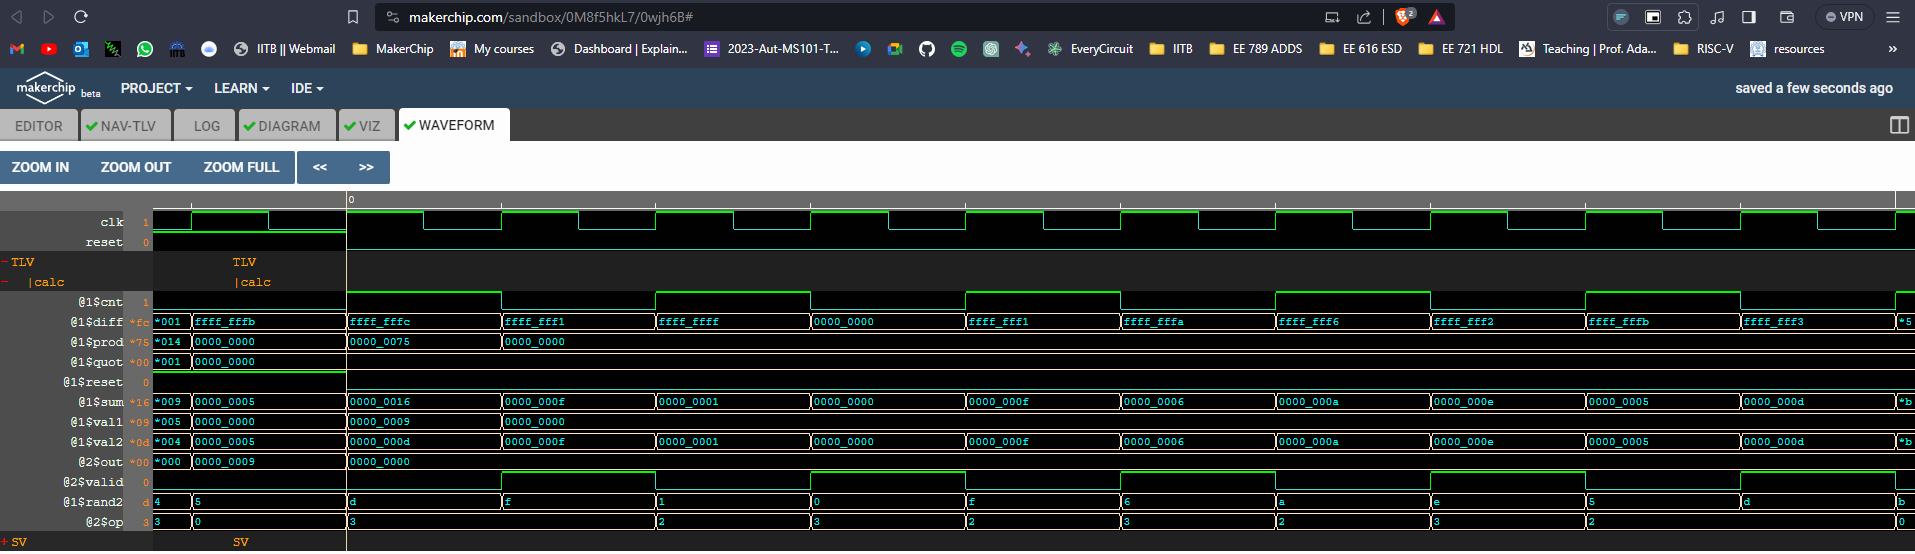 makerchip.com/sandbox/0M8f5hkL7/0wjh6B#
2
VPN
IITB || Webmail
MakerChip
My courses
Dashboard | Explain...
2023-Aut-MS101-T...
EveryCircuit
IITB
EE 789 ADDS
EE 616 ESD
EE 721 HDL
Teaching | Prof. Ada...
RISC-V
resources
»
makerchip beta
PROJECT
LEARN
IDE
saved a few seconds ago
EDITOR
NAV-TLV
LOG
DIAGRAM
VIZ
WAVEFORM
ZOOM IN
ZOOM OUT
ZOOM FULL
<<
>>
0
clk 1
reset 0
-TLV TLV
- |calc |calc
@1$cnt 1
@1$diff *fc *001 ffff_fffb ffff_fffc ffff_fff1 ffff_ffff 0000_0000 ffff_fff1 ffff_fffa ffff_fff6 ffff_fff2 ffff_fffb ffff_fff3 *5
@1$prod *75 *014 0000_0000 0000_0075 0000_0000
@1$quot *00 *001 0000_0000
@1$reset 0
@1$sum *16 *009 0000_0005 0000_0016 0000_000f 0000_0001 0000_0000 0000_000f 0000_0006 0000_000a 0000_000e 0000_0005 0000_000d *b
@1$val1 *09 *005 0000_0000 0000_0009 0000_0000
@1$val2 *0d *004 0000_0005 0000_000d 0000_000f 0000_0001 0000_0000 0000_000f 0000_0006 0000_000a 0000_000e 0000_0005 0000_000d *b
@2$out *00 *000 0000_0009 0000_0000
@2$valid 0
@1$rand2 d 4 5 d f 1 0 f 6 a e 5 d b
@2$op 3 3 0 3 2 3 2 3 2 3 2 0
+ SV SV